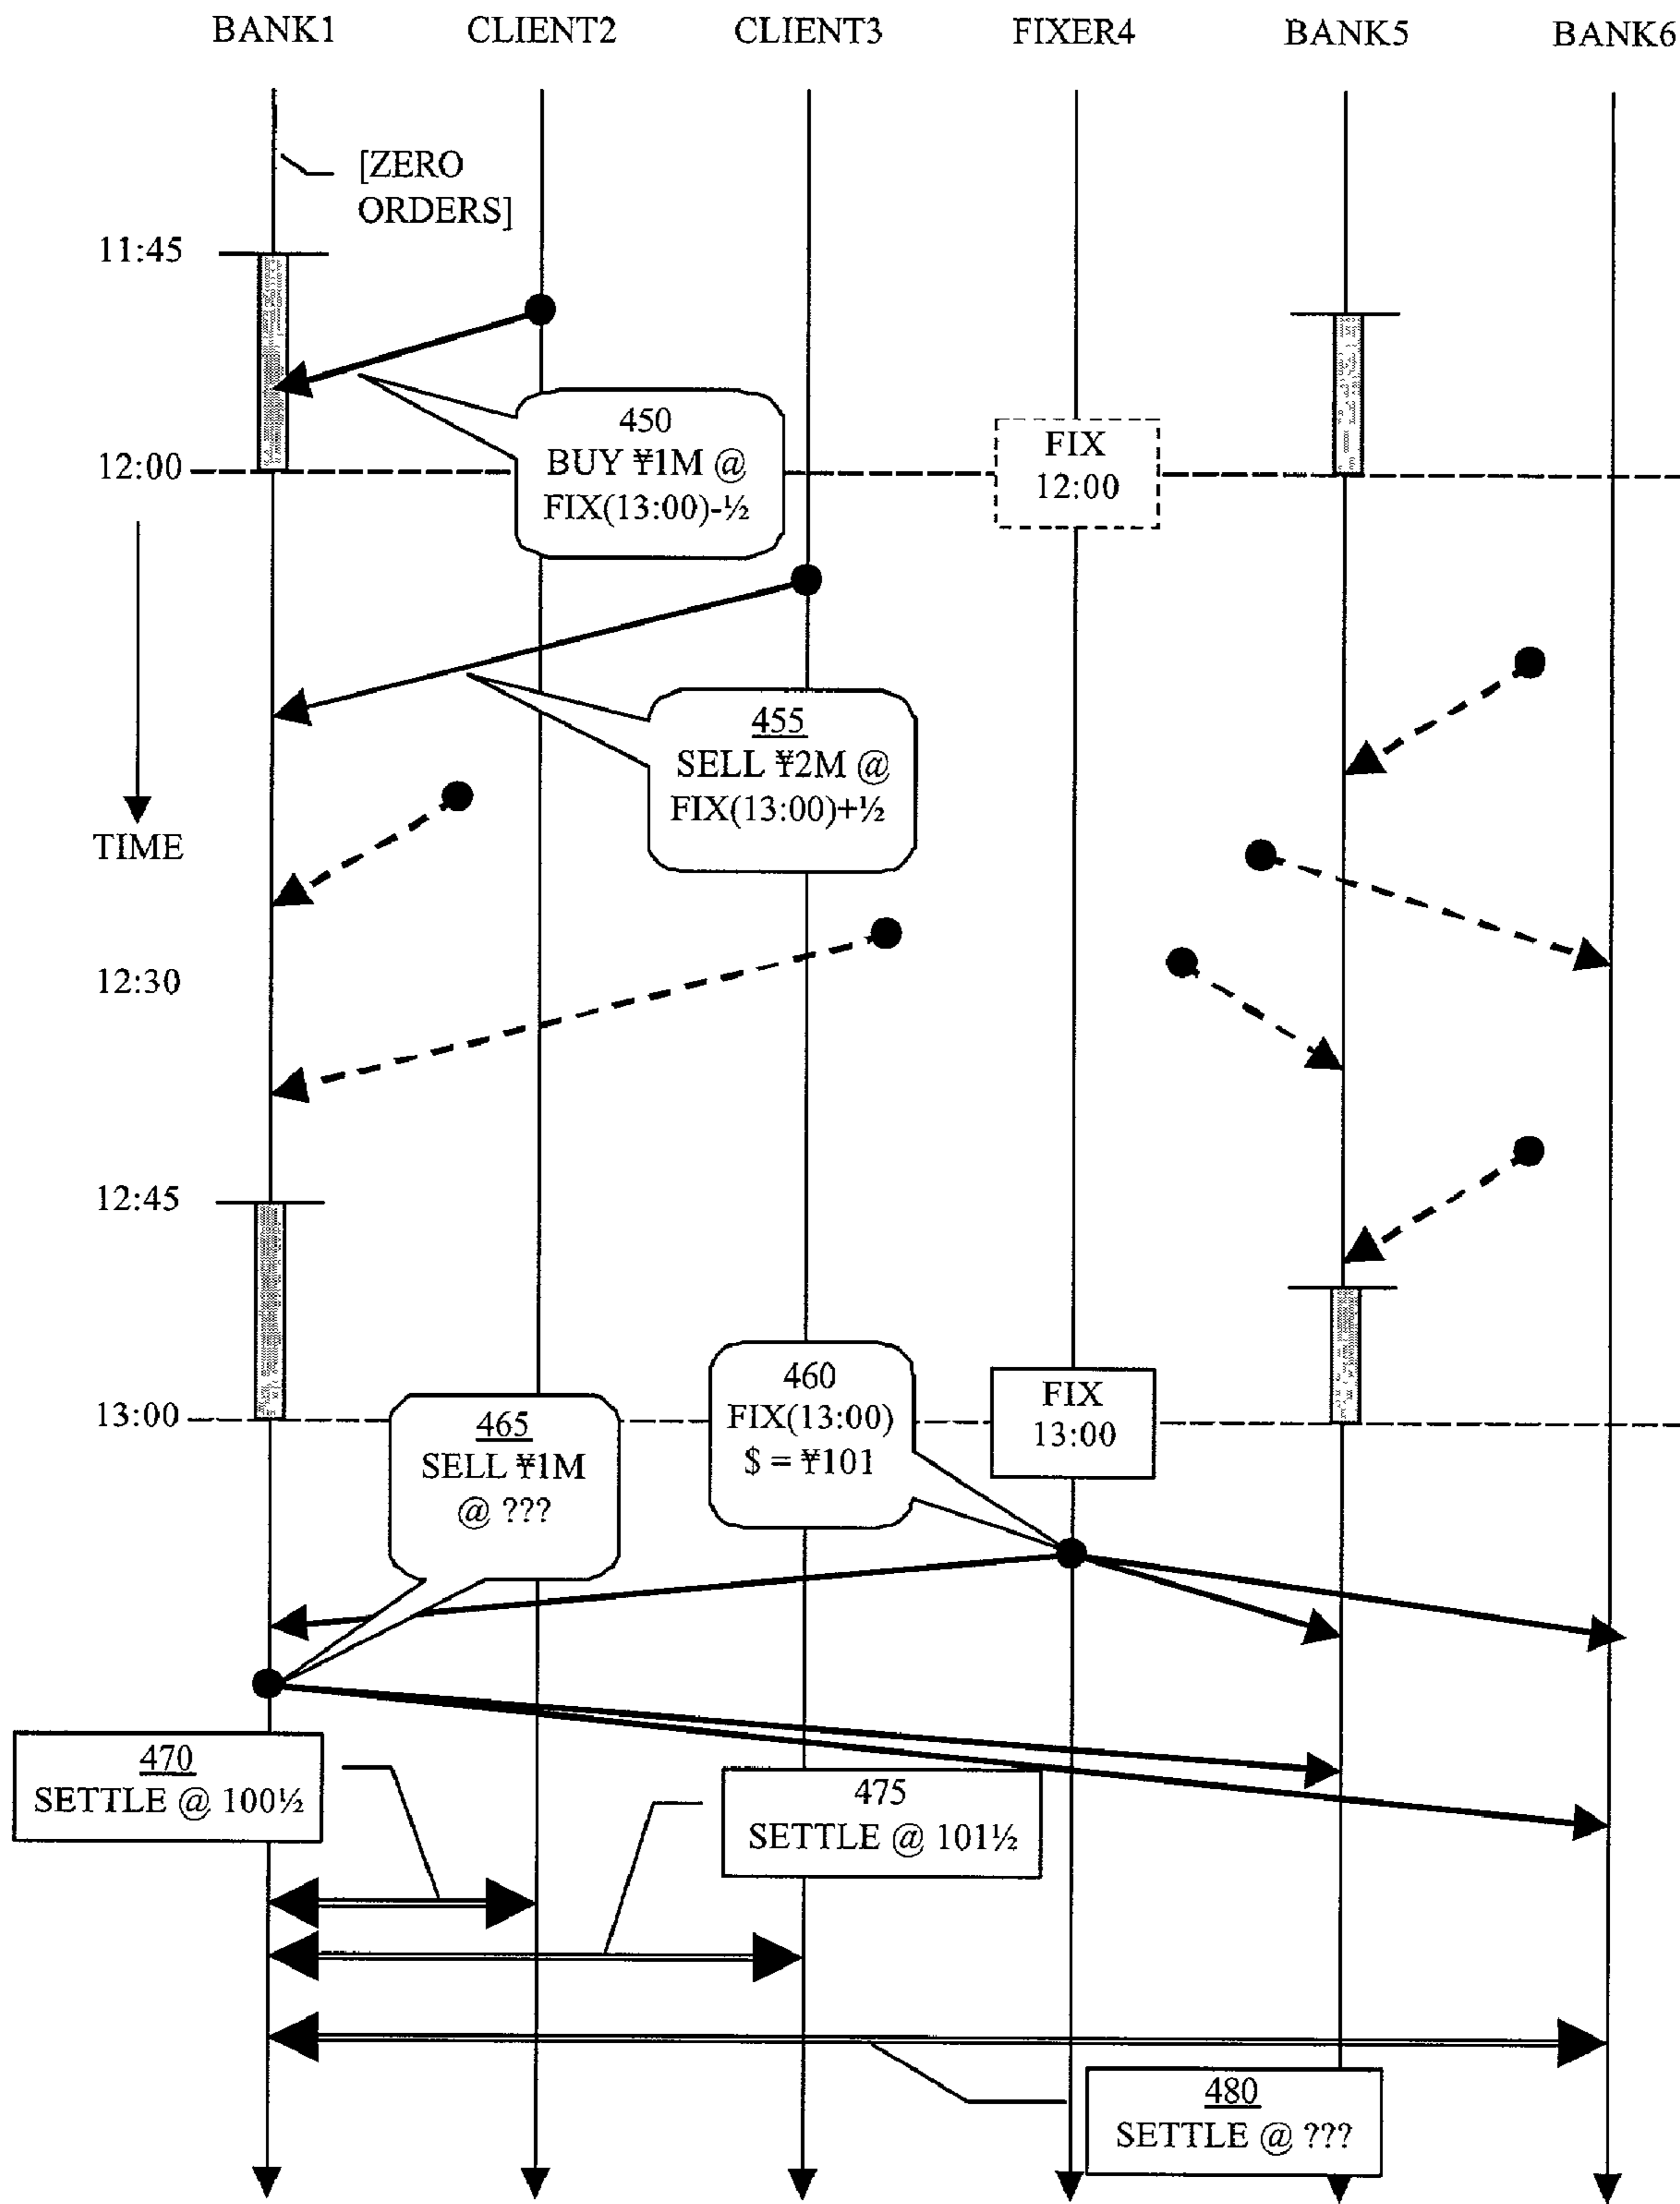 BANK1 CLIENT2 CLIENT3 FIXER4 BANK5 BANK6
[ZERO
ORDERS]
11:45
450
BUY ¥1M @
FIX(13:00)-½
12:00
FIX
12:00
455
SELL ¥2M @
FIX(13:00)+½
TIME
12:30
12:45
460
FIX(13:00)
$ = ¥101
FIX
13:00
13:00
465
SELL ¥1M
@ ???
470
SETTLE @ 100½
475
SETTLE @ 101½
480
SETTLE @ ???